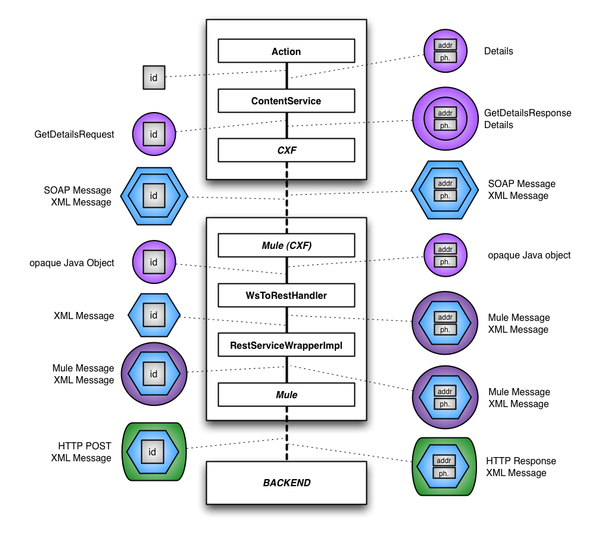 Action
addr
ph.
Details
id
ContentService
GetDetailsResponse
Details
addr
ph.
GetDetailsRequest
id
CXF
SOAP Message
XML Message
id
addr
ph.
SOAP Message
XML Message
Mule (CXF)
opaque Java Object
id
addr
ph.
opaque Java object
WsToRestHandler
XML Message
id
addr
ph.
Mule Message
XML Message
RestServiceWrapperImpl
Mule Message
XML Message
id
Mule
addr
ph.
Mule Message
XML Message
HTTP POST
XML Message
id
addr
ph.
HTTP Response
XML Message
BACKEND